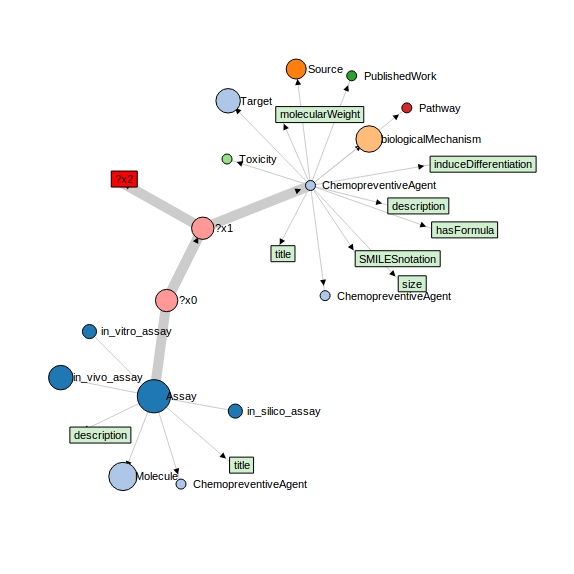 Source
PublishedWork
Target
molecularWeight
Pathway
biologicalMechanism
Toxicity
induceDifferentiation
?x2
ChemopreventiveAgent
description
?x1
hasFormula
title
SMILESnotation
size
ChemopreventiveAgent
?x0
in_vitro_assay
in_vivo_assay
Assay
in_silico_assay
description
title
Molecule
ChemopreventiveAgent